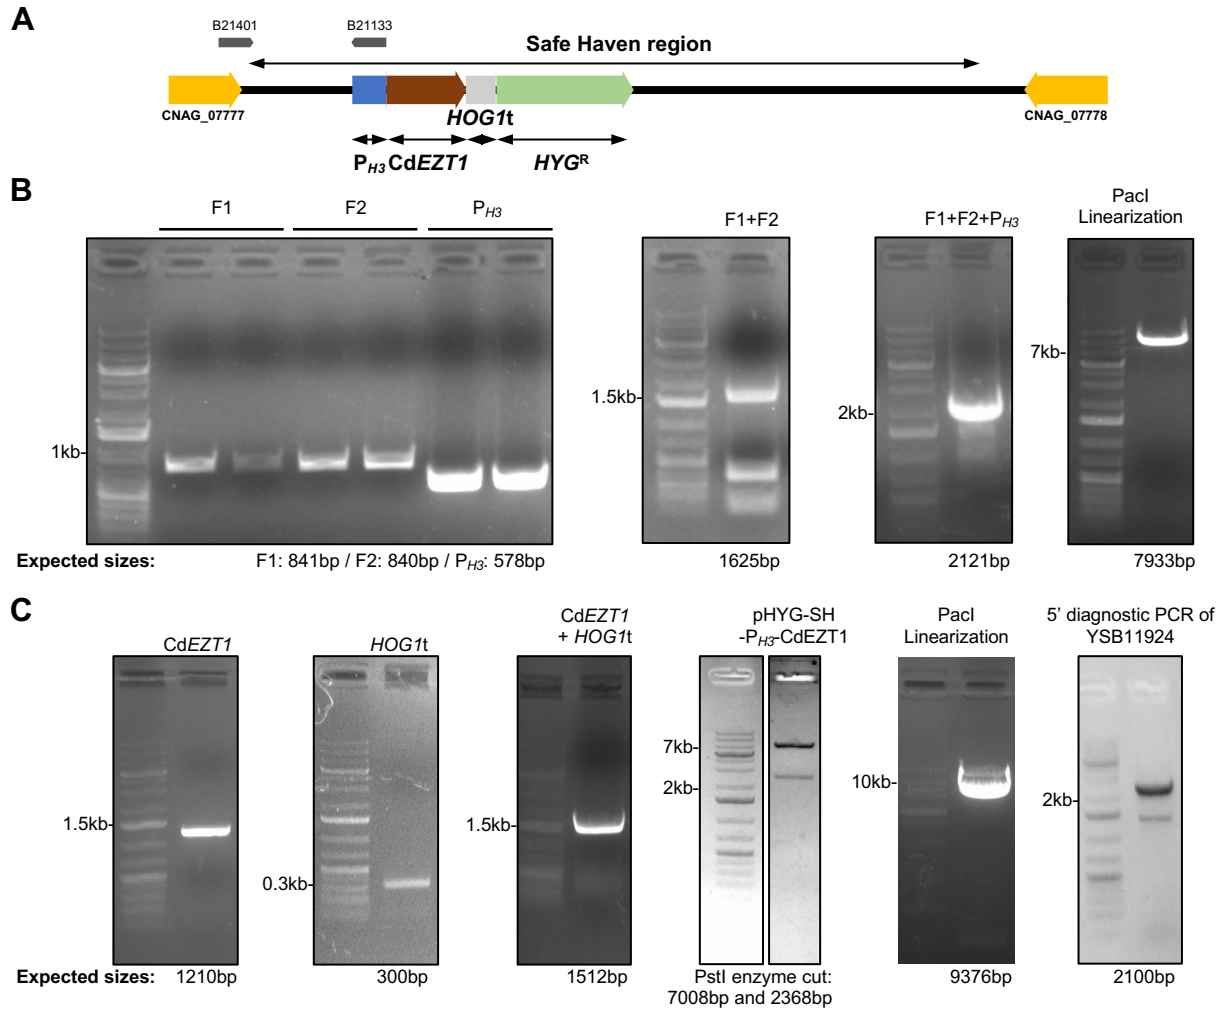 A
B21401
B21133
Safe Haven region
CNAG_07777
CNAG_07778
HOG1t
PH3 CdEZT1
HYGR
B
F1
F2
PH3
F1+F2
F1+F2+PH3
PacI
Linearization
1kb-
1.5kb-
2kb-
7kb-
Expected sizes:
F1: 841bp / F2: 840bp / PH3: 578bp
1625bp
2121bp
7933bp
C
CdEZT1
HOG1t
CdEZT1
+ HOG1t
pHYG-SH
-PH3-CdEZT1
PacI
Linearization
5' diagnostic PCR of
YSB11924
1.5kb-
0.3kb-
1.5kb-
7kb-
2kb-
10kb-
2kb-
Expected sizes:
1210bp
300bp
1512bp
PstI enzyme cut:
7008bp and 2368bp
9376bp
2100bp